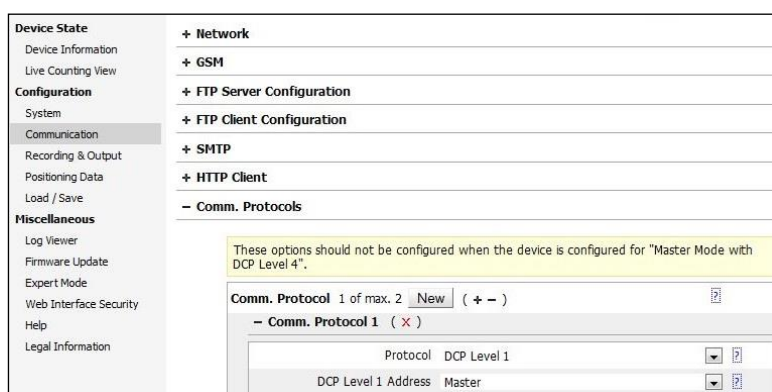 Device State
Device Information
Live Counting View
Configuration
System
Communication
Recording & Output
Positioning Data
Load / Save
Miscellaneous
Log Viewer
Firmware Update
Expert Mode
Web Interface Security
Help
Legal Information
+ Network
+ GSM
+ FTP Server Configuration
+ FTP Client Configuration
+ SMTP
+ HTTP Client
− Comm. Protocols
These options should not be configured when the device is configured for "Master Mode with
DCP Level 4".
Comm. Protocol 1 of max. 2 New ( + − ) ?
− Comm. Protocol 1 ( X )
Protocol DCP Level 1 ?
DCP Level 1 Address Master ?